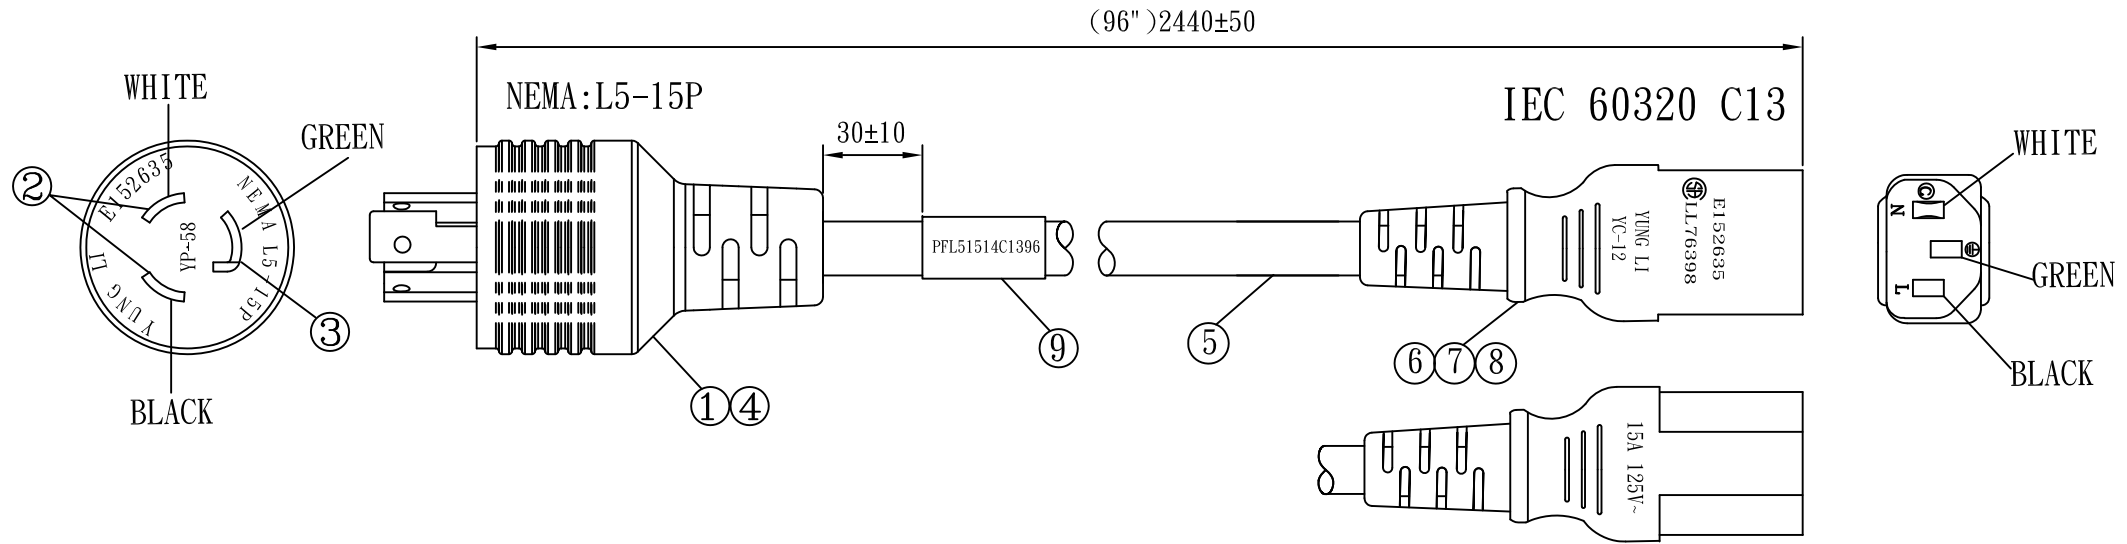 (96")2440±50
NEMA:L5-15P
IEC 60320 C13
30±10
WHITE
GREEN
②
E152635
NEMA L5-15P
YP-58
YUNG LI
③
BLACK
①④
PFL51514C1396
⑨
⑤
YUNG LI
YC-12
LL76398
E152635
⑥⑦⑧
15A 125V~
WHITE
N
L
GREEN
BLACK